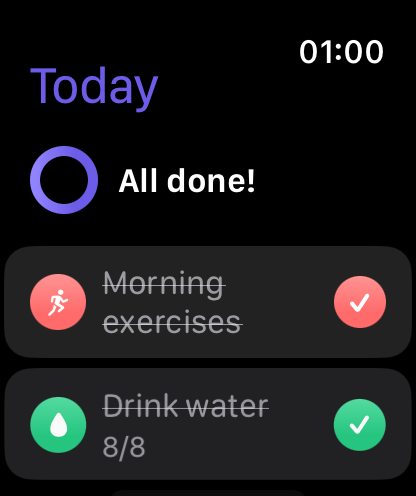 01:00
Today
All done!
Morning
exercises
Drink water
8/8